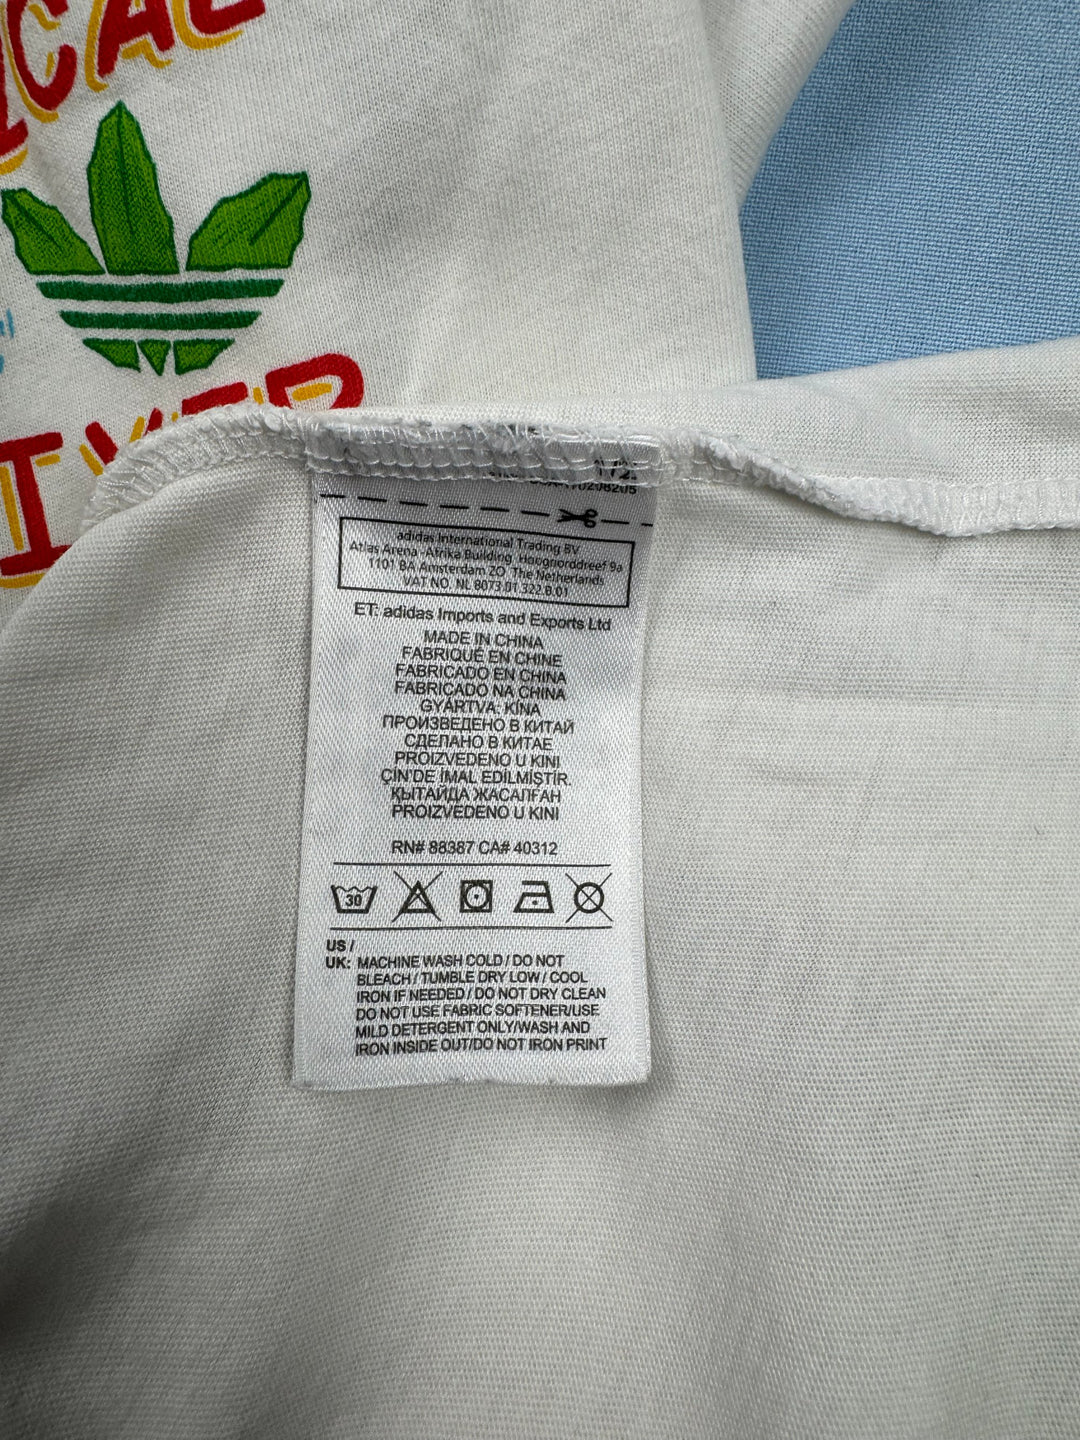 ICAL
IXER
172.
adidas International Trading BV
Atlas Arena -Afrika Building, Hoogoorddreef 9a
1101 BA Amsterdam ZO The Netherlands
VAT NO. NL 8073.01.322.B.01
ET: adidas Imports and Exports Ltd
MADE IN CHINA
FABRIQUÉ EN CHINE
FABRICADO EN CHINA
FABRICADO NA CHINA
GYÁRTVA: KÍNA
ПРОИЗВЕДЕНО В КИТАЙ
СДЕЛАНО В КИТАЕ
PROIZVEDENO U KINI
ÇİN'DE İMAL EDİLMİŞTİR.
ҚЫТАЙДА ЖАСАЛҒАН
PROIZVEDENO U KINI
RN# 88387 CA# 40312
30
US /
UK: MACHINE WASH COLD / DO NOT
BLEACH / TUMBLE DRY LOW / COOL
IRON IF NEEDED / DO NOT DRY CLEAN
DO NOT USE FABRIC SOFTENER/USE
MILD DETERGENT ONLY/WASH AND
IRON INSIDE OUT/DO NOT IRON PRINT